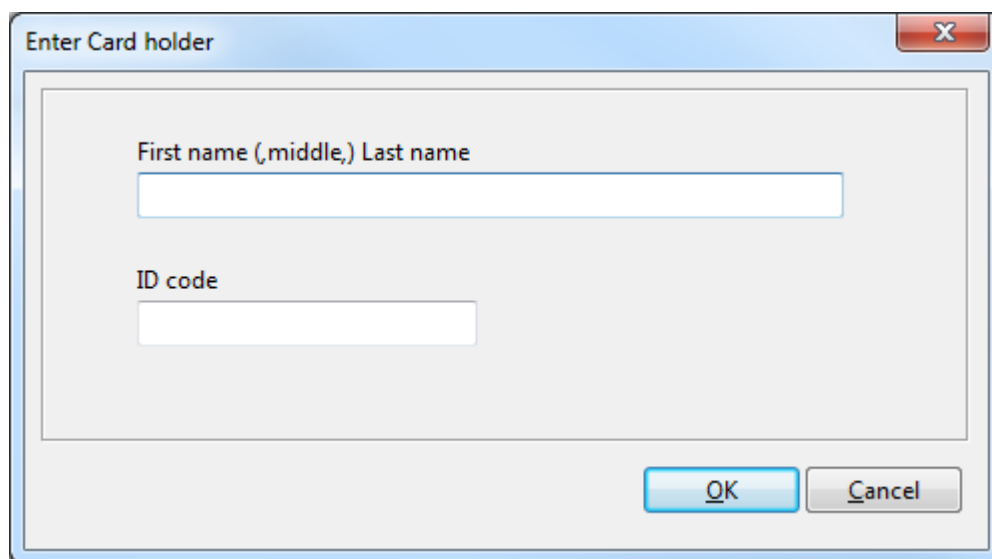 Enter Card holder
First name (,middle,) Last name
ID code
OK
Cancel